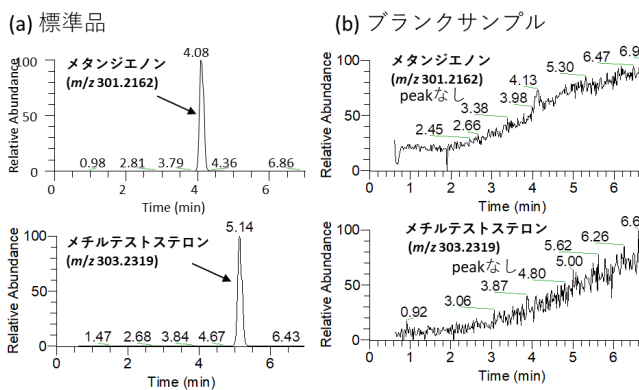 (a) 標準品
メタンジエノン
(m/z 301.2162)
4.08
100
50
0
Relative Abundance
0.98 2.81 3.79 4.36 6.86
0 2 4 6
Time (min)
メチルテストステロン
(m/z 303.2319)
5.14
100
50
0
Relative Abundance
1.47 2.68 3.84 4.67 6.43
0 2 4 6
Time (min)
(b) ブランクサンプル
メタンジエノン
(m/z 301.2162)
peakなし
100
50
0
Relative Abundance
2.45 2.66 3.38 3.98 4.13 5.30 6.47 6.9
0 1 2 3 4 5 6
Time (min)
メチルテストステロン
(m/z 303.2319)
peakなし
100
50
0
Relative Abundance
0.92 3.06 3.87 4.80 5.00 5.62 6.26 6.6
0 1 2 3 4 5 6
Time (min)